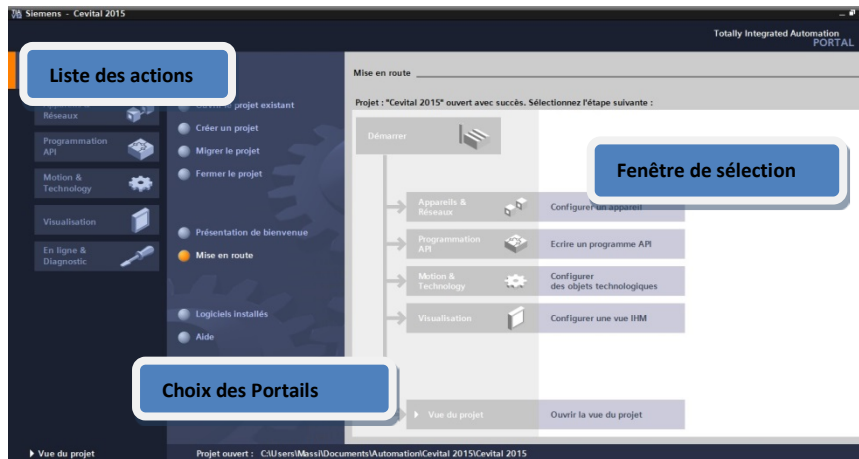 Siemens - Cevital 2015
Totally Integrated Automation
PORTAL
Liste des actions
Réseaux
Programmation
API
Motion &
Technology
Visualisation
En ligne &
Diagnostic
Ouvrir le projet existant
Créer un projet
Migrer le projet
Fermer le projet
Présentation de bienvenue
Mise en route
Logiciels installés
Aide
Choix des Portails
Mise en route
Projet : "Cevital 2015" ouvert avec succès. Sélectionnez l'étape suivante :
Démarrer
Fenêtre de sélection
Appareils &
Réseaux
Configurer un appareil
Programmation
API
Ecrire un programme API
Motion &
Technology
Configurer
des objets technologiques
Visualisation
Configurer une vue IHM
Vue du projet
Ouvrir la vue du projet
Vue du projet
Projet ouvert : C:\Users\Massi\Documents\Automation\Cevital 2015\Cevital 2015